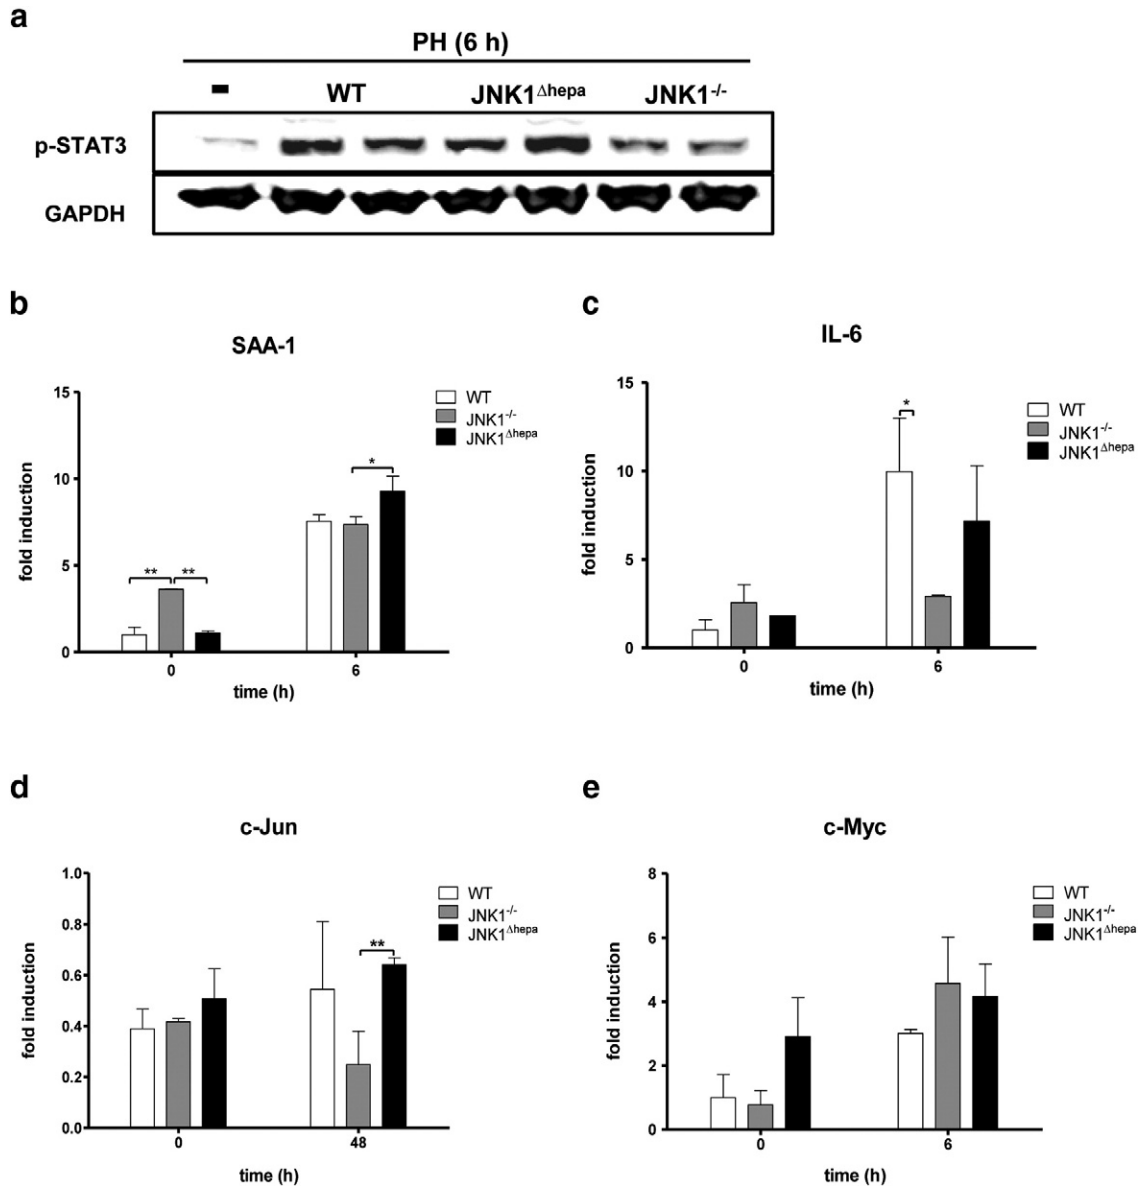 a
PH (6 h)
-
WT
JNK1Δhepa
JNK1-/-
p-STAT3
GAPDH
b
SAA-1
15
10
5
0
fold induction
**
**
*
0
6
time (h)
WT
JNK1-/-
JNK1Δhepa
c
IL-6
15
10
5
0
fold induction
*
0
6
time (h)
WT
JNK1-/-
JNK1Δhepa
d
c-Jun
1.0
0.8
0.6
0.4
0.2
0.0
fold induction
**
0
48
time (h)
WT
JNK1-/-
JNK1Δhepa
e
c-Myc
8
6
4
2
0
fold induction
0
6
time (h)
WT
JNK1-/-
JNK1Δhepa